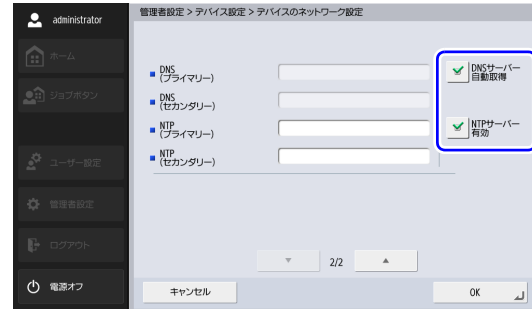 administrator
管理者設定 > デバイス設定 > デバイスのネットワーク設定
ホーム
ジョブボタン
ユーザー設定
管理者設定
ログアウト
電源オフ
DNS
(プライマリー)
DNSサーバー
自動取得
DNS
(セカンダリー)
NTP
(プライマリー)
NTPサーバー
有効
NTP
(セカンダリー)
2/2
キャンセル
OK